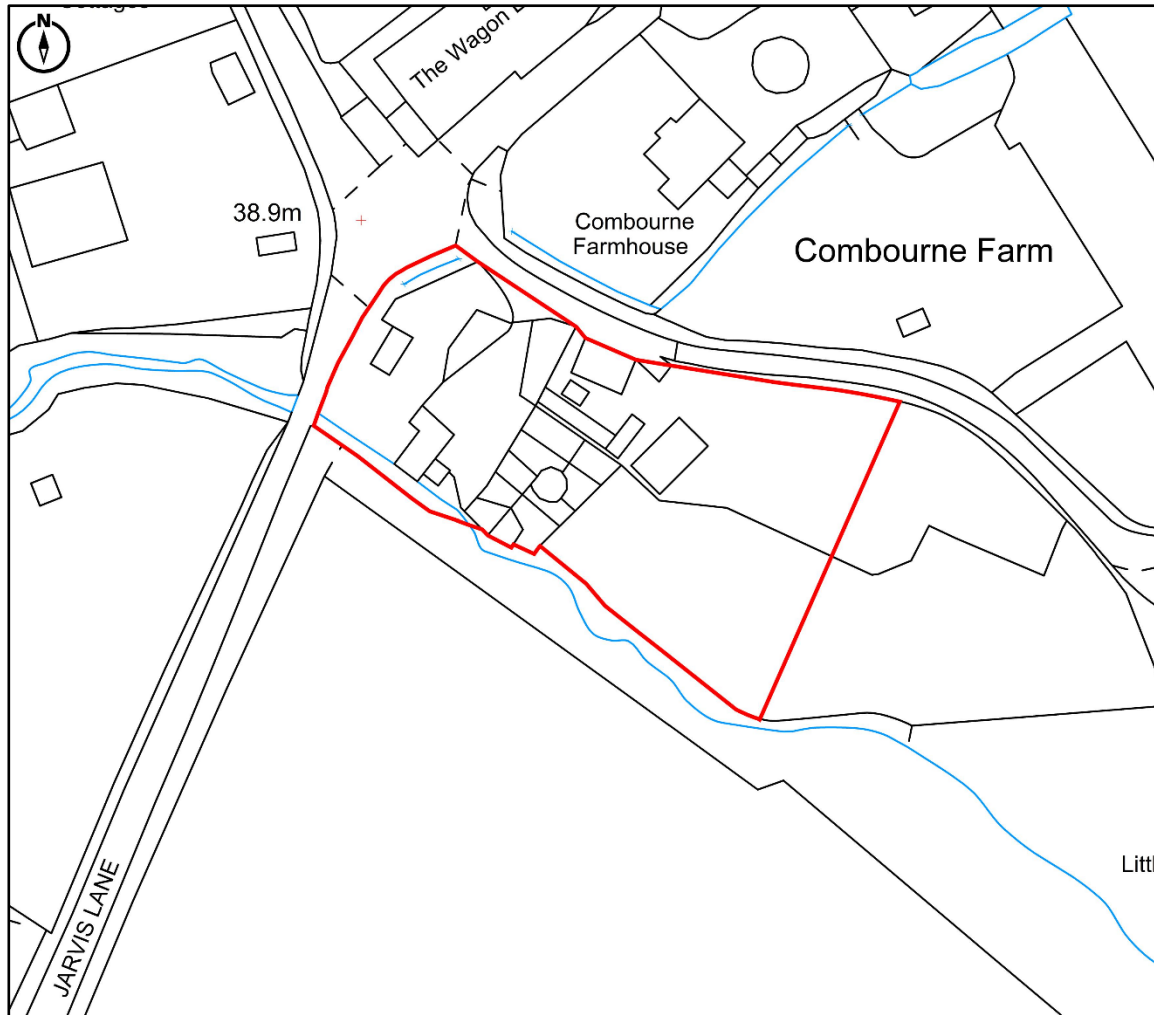 N
The Wagon
38.9m
Combourne
Farmhouse
Combourne Farm
JARVIS LANE